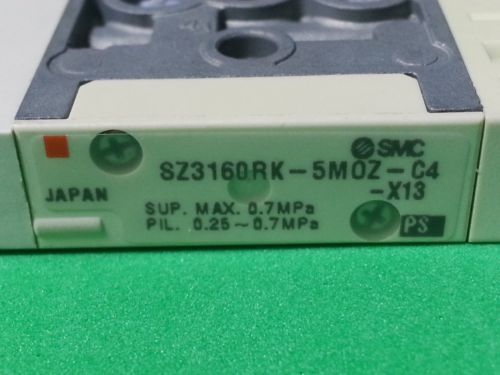 SMC
SZ3160RK-5MOZ-C4
-X13
JAPAN
SUP. MAX. 0.7MPa
PIL. 0.25~0.7MPa
PS